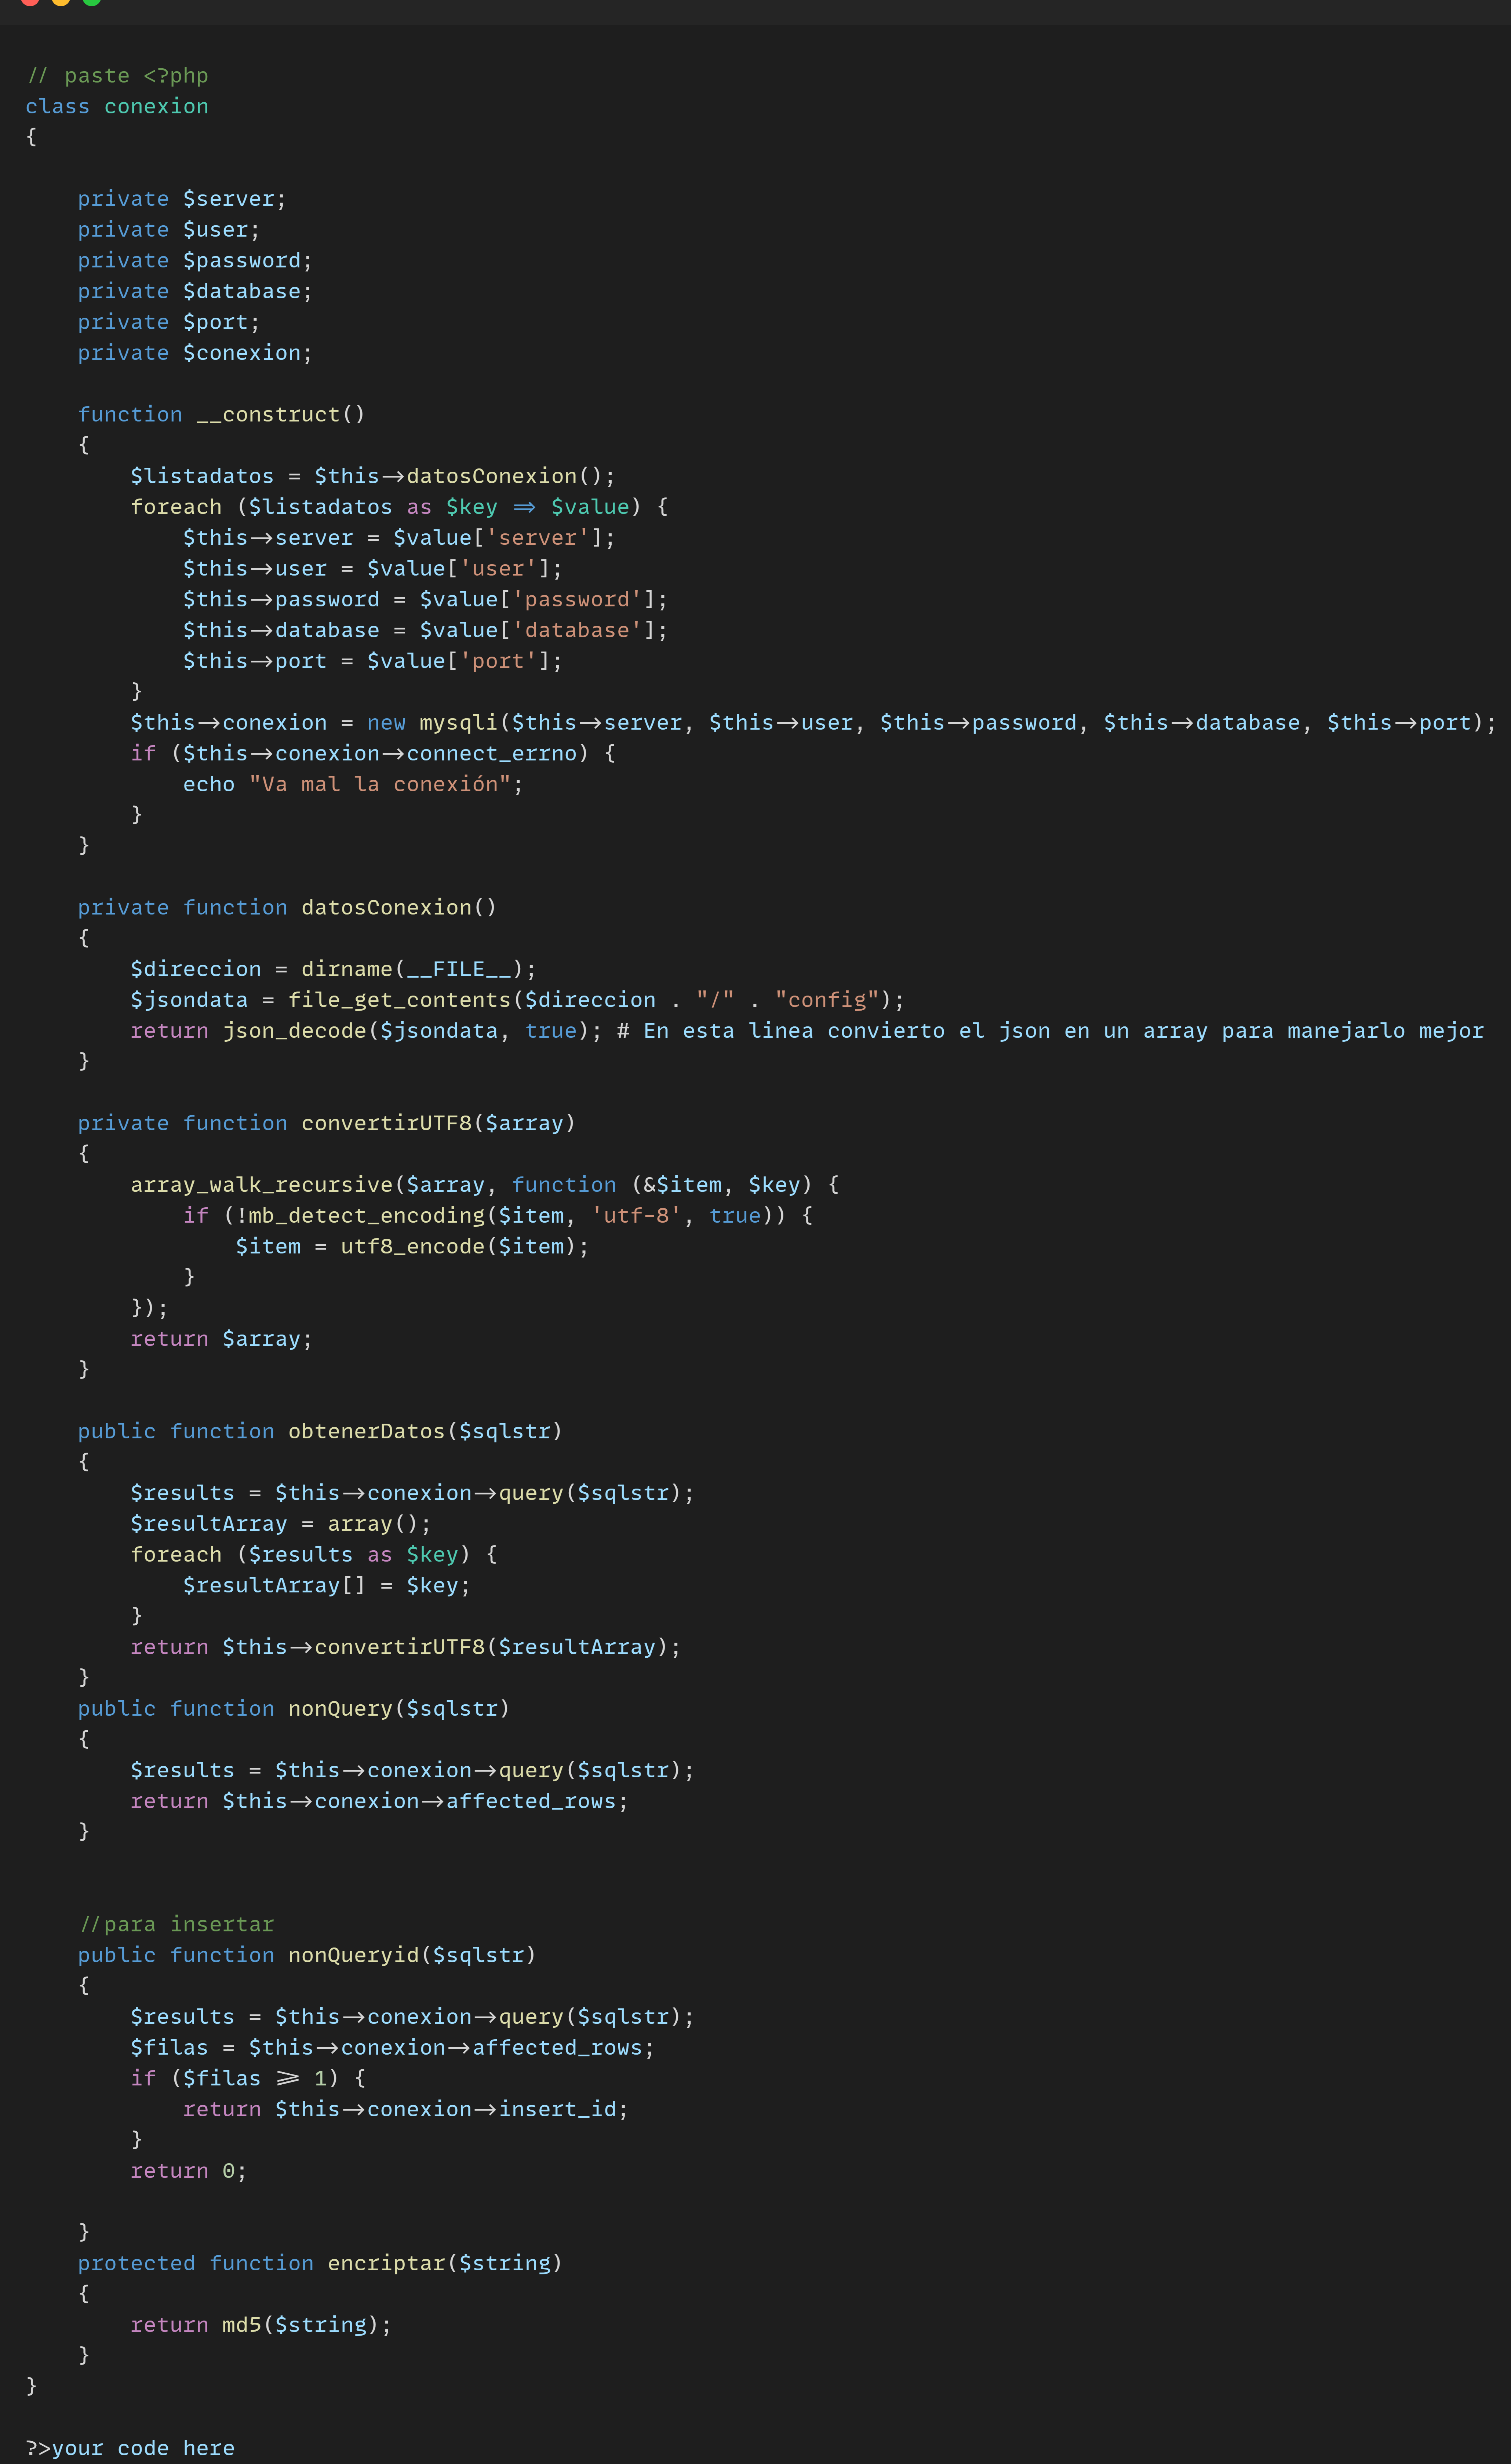 // paste <?php
class conexion
{
private $server;
private $user;
private $password;
private $database;
private $port;
private $conexion;
function __construct()
{
$listadatos = $this->datosConexion();
foreach ($listadatos as $key => $value) {
$this->server = $value['server'];
$this->user = $value['user'];
$this->password = $value['password'];
$this->database = $value['database'];
$this->port = $value['port'];
}
$this->conexion = new mysqli($this->server, $this->user, $this->password, $this->database, $this->port);
if ($this->conexion->connect_errno) {
echo "Va mal la conexión";
}
}
private function datosConexion()
{
$direccion = dirname(__FILE__);
$jsondata = file_get_contents($direccion . "/" . "config");
return json_decode($jsondata, true); # En esta linea convierto el json en un array para manejarlo mejor
}
private function convertirUTF8($array)
{
array_walk_recursive($array, function (&$item, $key) {
if (!mb_detect_encoding($item, 'utf-8', true)) {
$item = utf8_encode($item);
}
});
return $array;
}
public function obtenerDatos($sqlstr)
{
$results = $this->conexion->query($sqlstr);
$resultArray = array();
foreach ($results as $key) {
$resultArray[] = $key;
}
return $this->convertirUTF8($resultArray);
}
public function nonQuery($sqlstr)
{
$results = $this->conexion->query($sqlstr);
return $this->conexion->affected_rows;
}
//para insertar
public function nonQueryid($sqlstr)
{
$results = $this->conexion->query($sqlstr);
$filas = $this->conexion->affected_rows;
if ($filas >= 1) {
return $this->conexion->insert_id;
}
return 0;
}
protected function encriptar($string)
{
return md5($string);
}
}
?>your code here